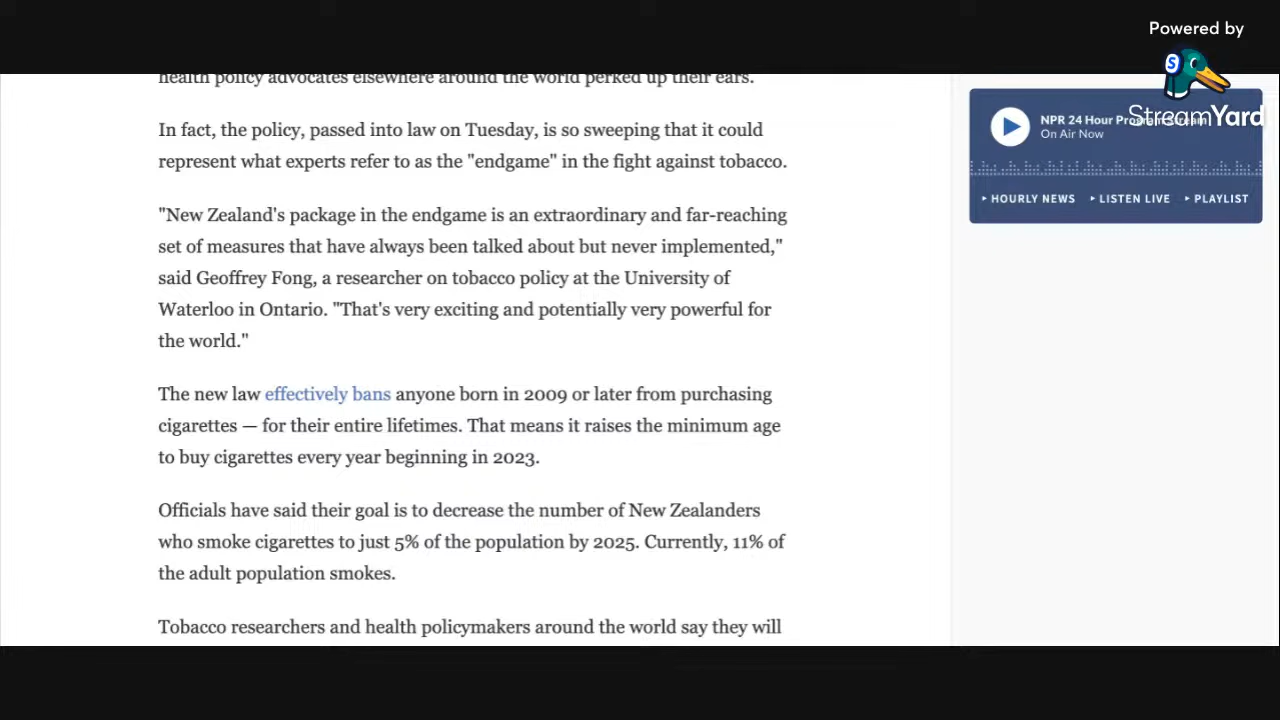 Powered by
StreamYard
health policy advocates elsewhere around the world perked up their ears.
In fact, the policy, passed into law on Tuesday, is so sweeping that it could
represent what experts refer to as the "endgame" in the fight against tobacco.
"New Zealand's package in the endgame is an extraordinary and far-reaching
set of measures that have always been talked about but never implemented,"
said Geoffrey Fong, a researcher on tobacco policy at the University of
Waterloo in Ontario. "That's very exciting and potentially very powerful for
the world."
The new law effectively bans anyone born in 2009 or later from purchasing
cigarettes — for their entire lifetimes. That means it raises the minimum age
to buy cigarettes every year beginning in 2023.
Officials have said their goal is to decrease the number of New Zealanders
who smoke cigarettes to just 5% of the population by 2025. Currently, 11% of
the adult population smokes.
Tobacco researchers and health policymakers around the world say they will
NPR 24 Hour Program Stream
On Air Now
HOURLY NEWS LISTEN LIVE PLAYLIST